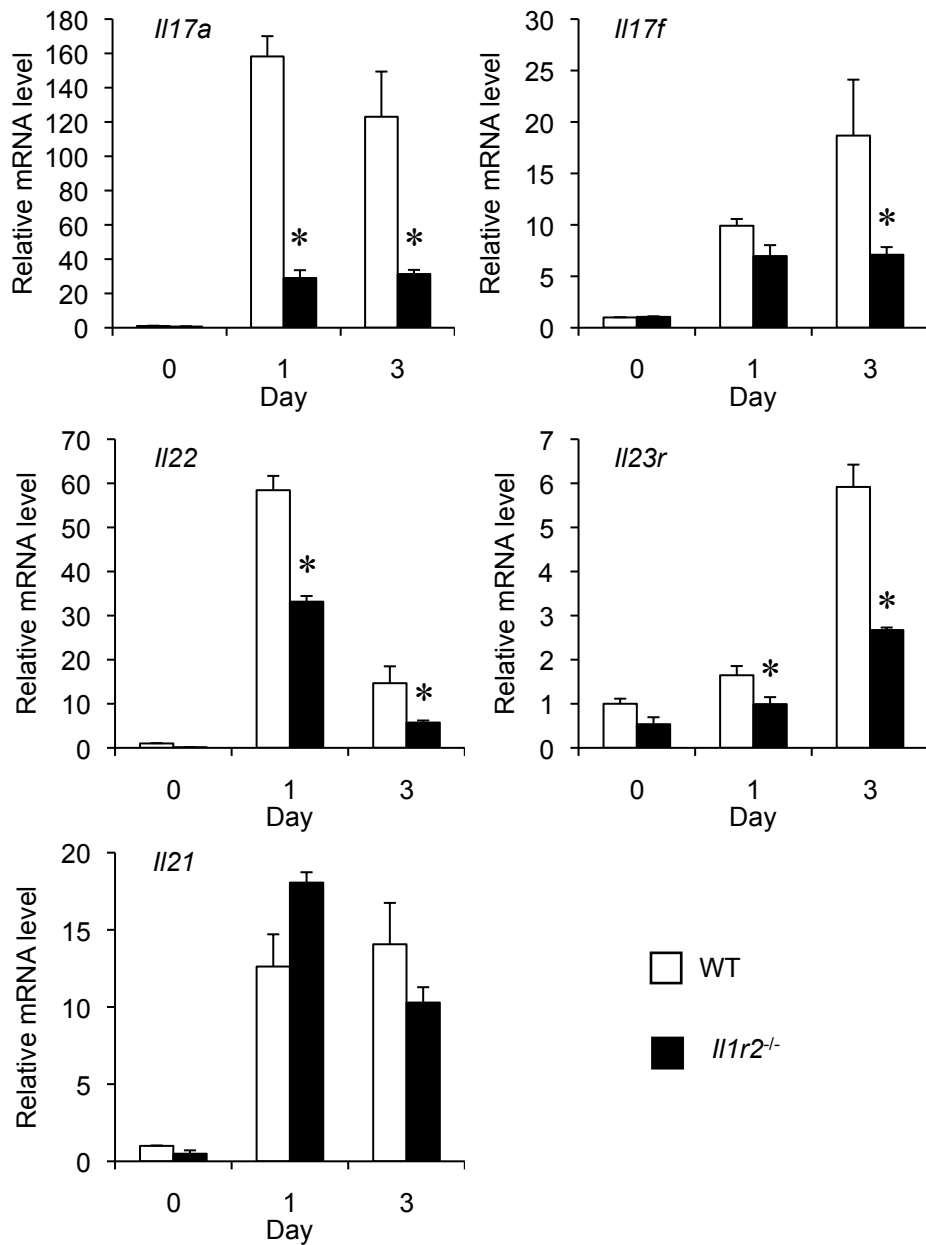 Il17a
Relative mRNA level
180
160
140
120
100
80
60
40
20
0
*
*
0 1 3
Day
Il17f
Relative mRNA level
30
25
20
15
10
5
0
*
0 1 3
Day
Il22
Relative mRNA level
70
60
50
40
30
20
10
0
*
*
0 1 3
Day
Il23r
Relative mRNA level
7
6
5
4
3
2
1
0
*
*
0 1 3
Day
Il21
Relative mRNA level
20
15
10
5
0
0 1 3
Day
WT
Il1r2-/-